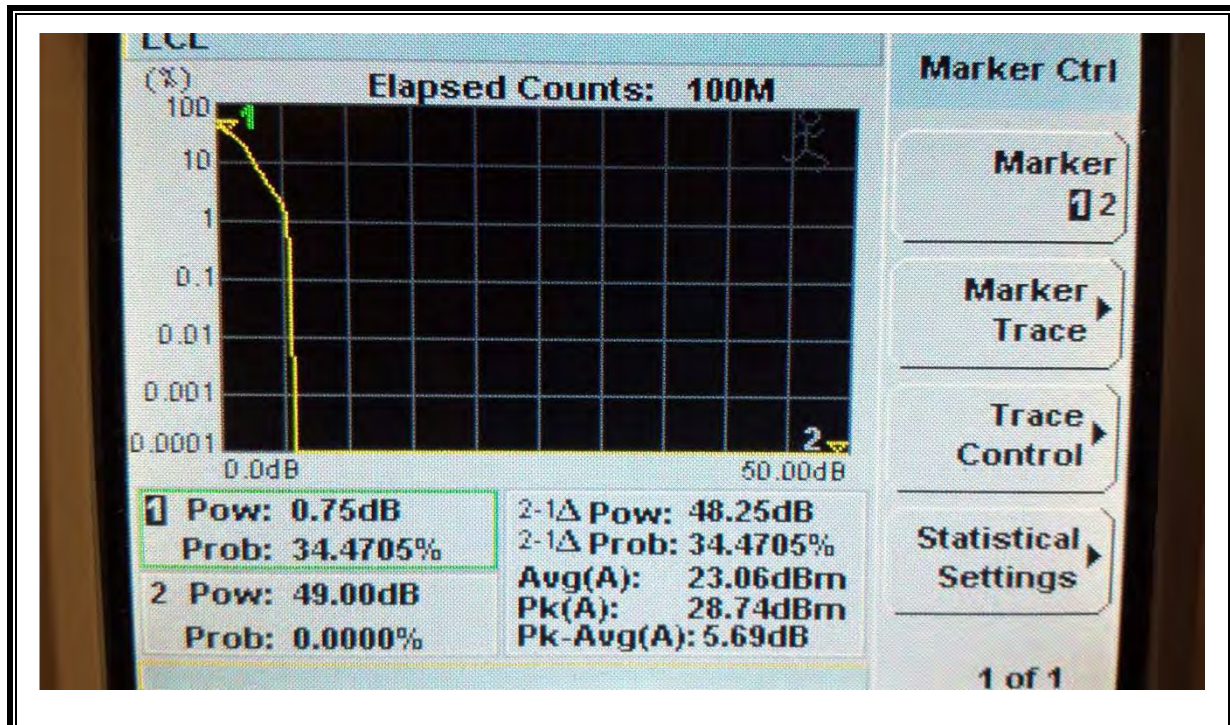 LCL
(%)
Elapsed Counts: 100M
100
1
10
1
0.1
0.01
0.001
0.0001
2
0.0dB
50.00dB
1 Pow: 0.75dB
Prob: 34.4705%
2 Pow: 49.00dB
Prob: 0.0000%
2-1Δ Pow: 48.25dB
2-1Δ Prob: 34.4705%
Avg(A): 23.06dBm
Pk(A): 28.74dBm
Pk-Avg(A): 5.69dB
Marker Ctrl
Marker
1 2
Marker
Trace
Trace
Control
Statistical
Settings
1 of 1